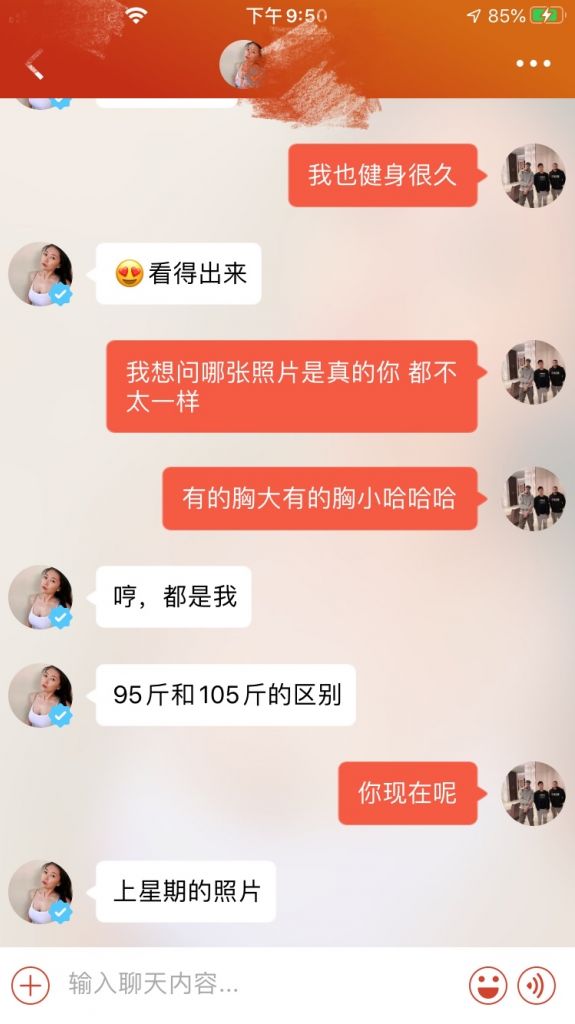 下午9:50
85%
我也健身很久
😍看得出来
我想问哪张照片是真的你 都不
太一样
有的胸大有的胸小哈哈哈
哼，都是我
95斤和105斤的区别
你现在呢
上星期的照片
输入聊天内容...